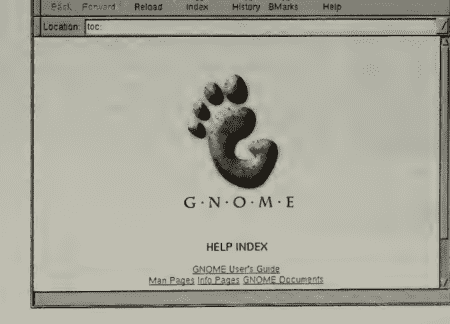 Back Forward Reload Index History BMarks Help
Location: toc:
G·N·O·M·E
HELP INDEX
GNOME User's Guide
Man Pages Info Pages GNOME Documents